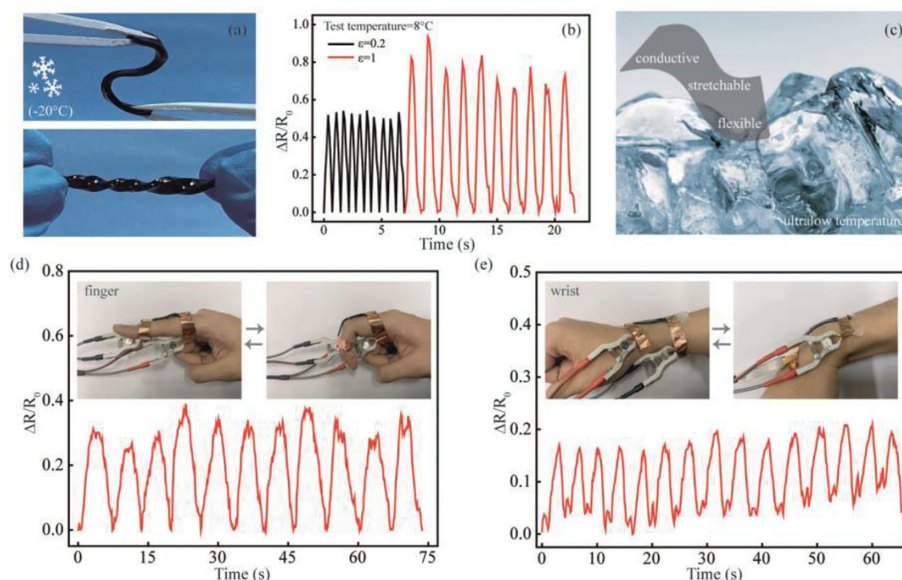 (a)
(-20°C)
(b)
Test temperature=8°C
ε=0.2
ε=1
ΔR/R₀
1.0
0.8
0.6
0.4
0.2
0.0
0 5 10 15 20
Time (s)
(c)
conductive
stretchable
flexible
ultralow temperature
(d)
finger
ΔR/R₀
0.8
0.6
0.4
0.2
0.0
0 15 30 45 60 75
Time (s)
(e)
wrist
ΔR/R₀
0.5
0.4
0.3
0.2
0.1
0.0
0 10 20 30 40 50 60
Time (s)